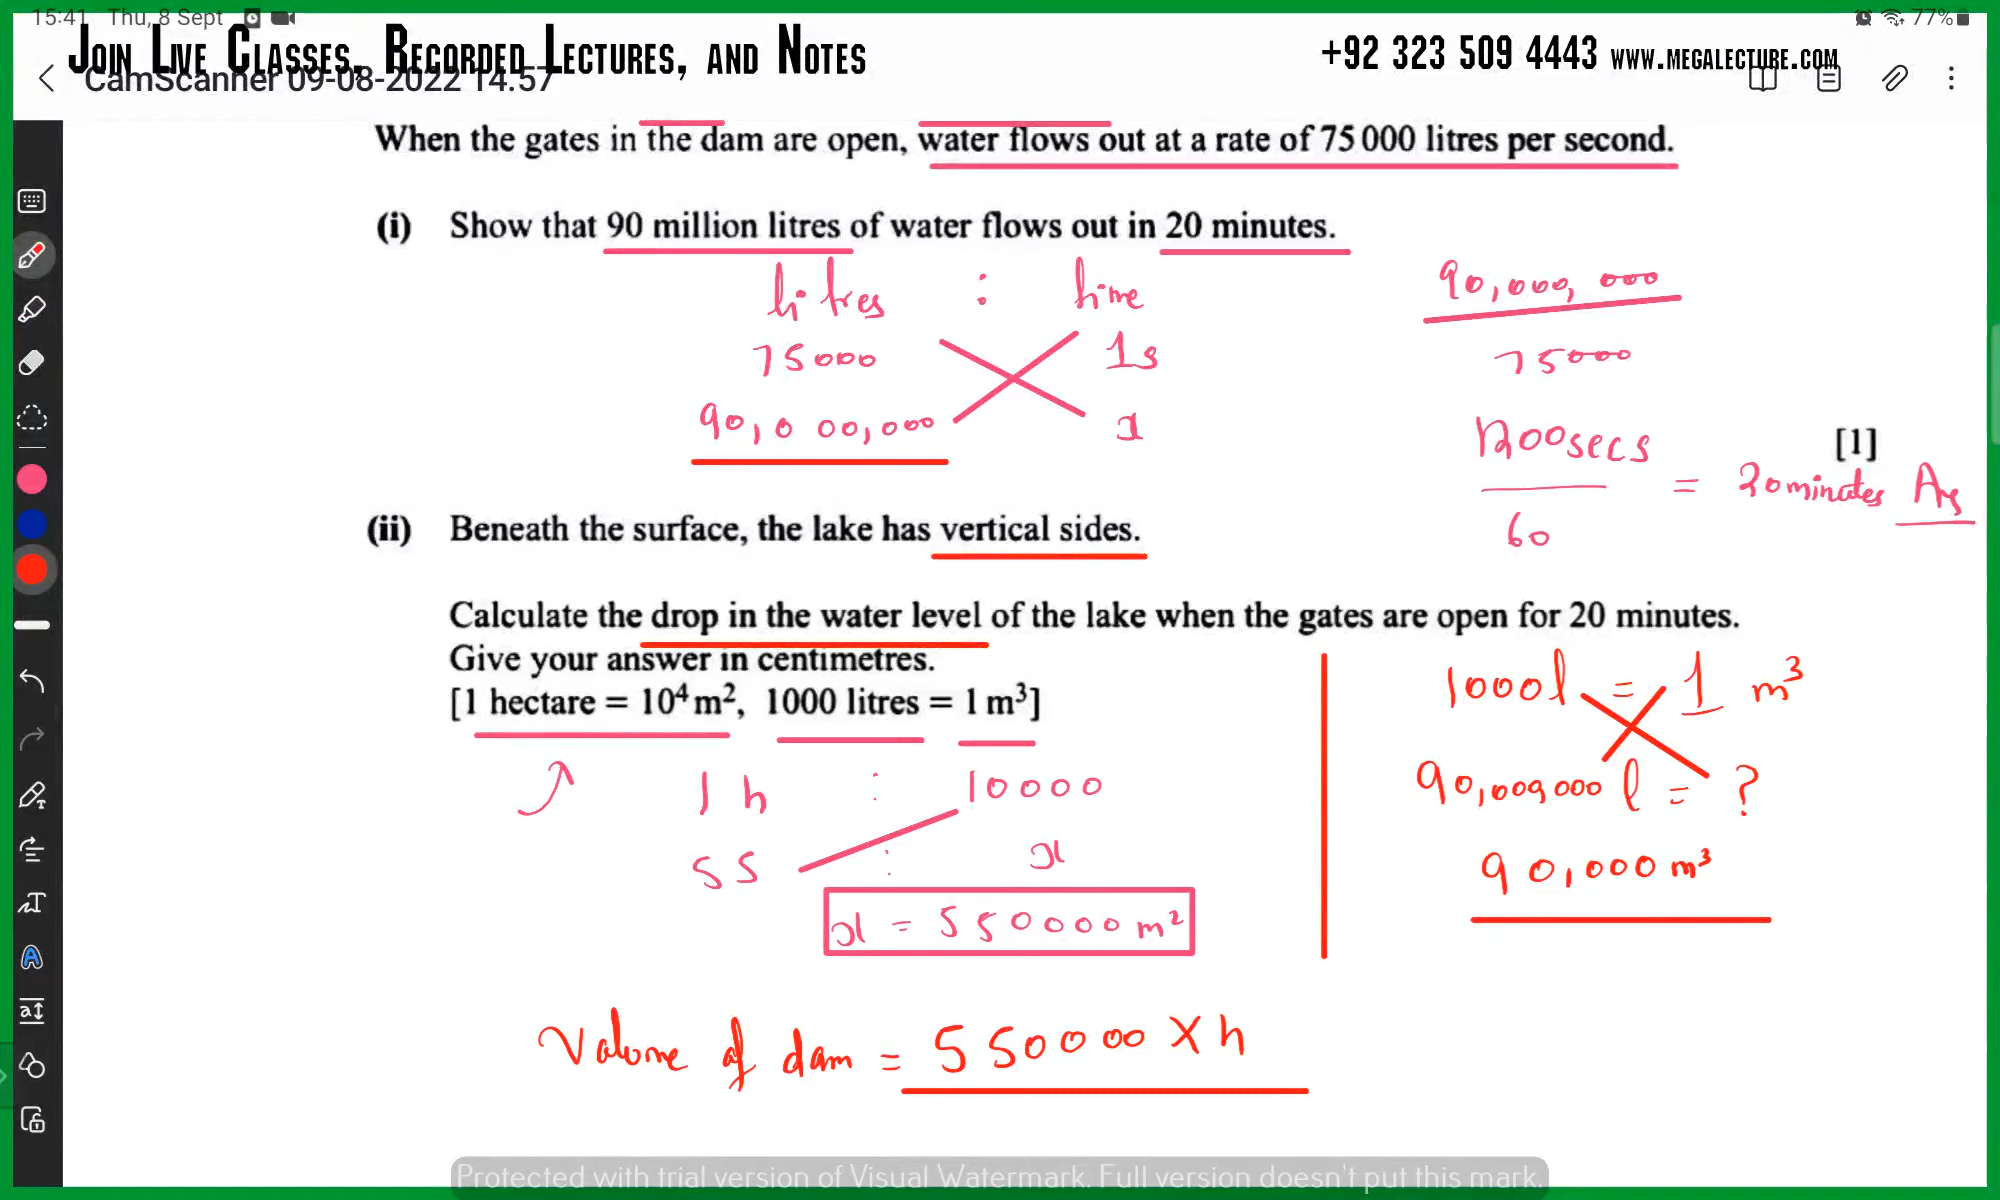 15:41 Thu, 8 Sept 77%
JOIN LIVE CLASSES, RECORDED LECTURES, AND NOTES
+92 323 509 4443 WWW.MEGALECTURE.COM
CamScanner 09-08-2022 14.57
When the gates in the dam are open, water flows out at a rate of 75 000 litres per second.
(i) Show that 90 million litres of water flows out in 20 minutes.
litres : time
75000 1s
90,000,000 x
90,000,000
75000
1200secs
60
= 20 minutes Ans
[1]
(ii) Beneath the surface, the lake has vertical sides.
Calculate the drop in the water level of the lake when the gates are open for 20 minutes.
Give your answer in centimetres.
[1 hectare = 10⁴ m², 1000 litres = 1 m³]
1 h : 10000
55 : x
x = 550000 m²
1000l = 1 m³
90,000,000 l = ?
90,000 m³
Volume of dam = 550000 × h
Protected with trial version of Visual Watermark. Full version doesn't put this mark.